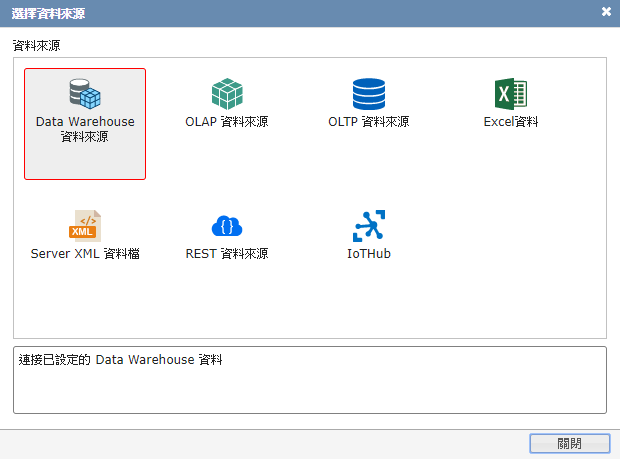 選擇資料來源
資料來源
Data Warehouse
資料來源
OLAP 資料來源
OLTP 資料來源
Excel資料
Server XML 資料檔
REST 資料來源
IoTHub
連接已設定的 Data Warehouse 資料
關閉